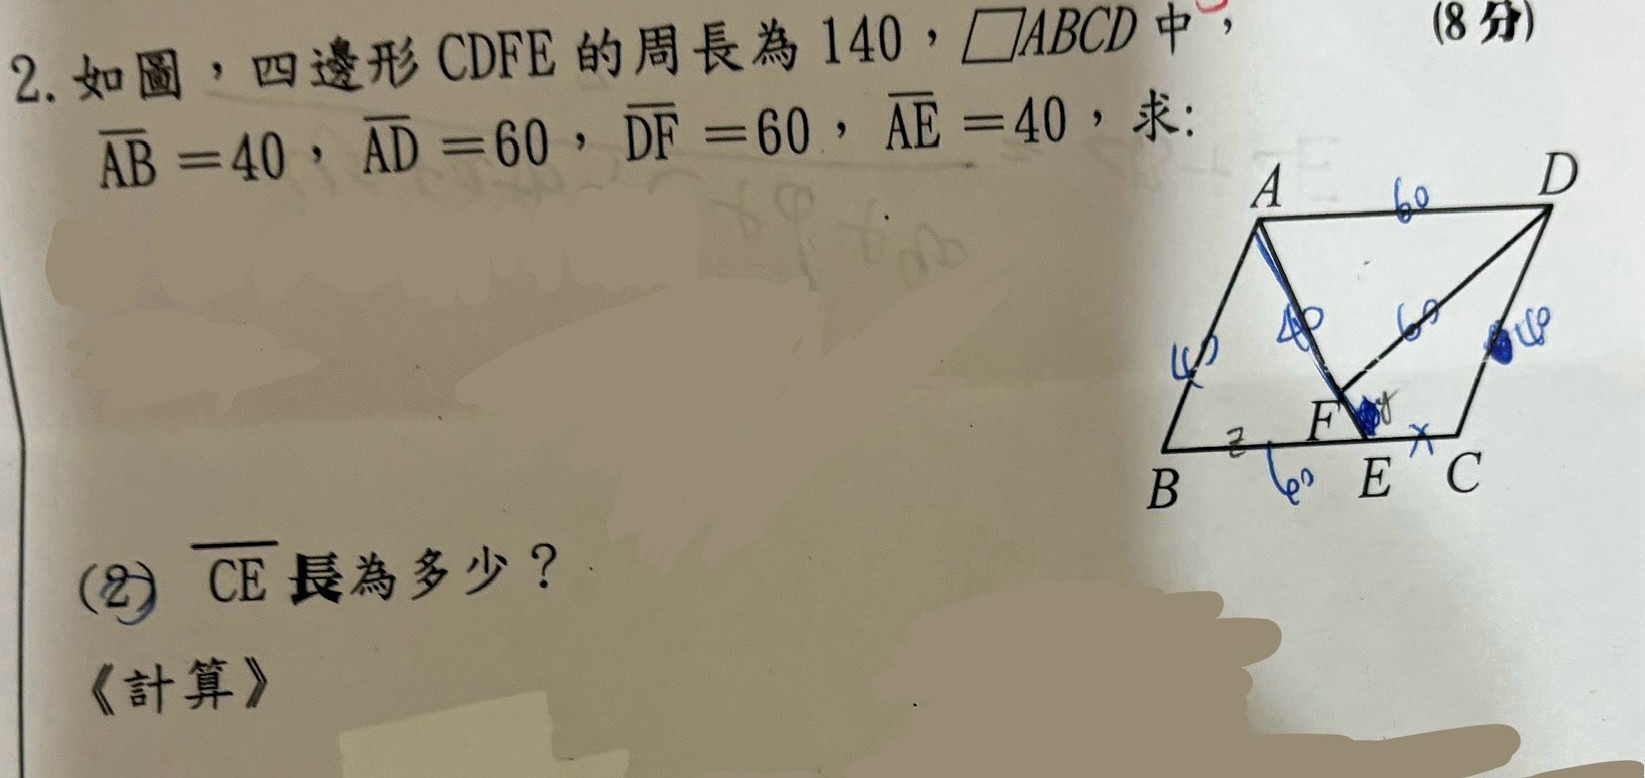 2. 如圖，四邊形 CDFE 的周長為 140，▱ABCD 中，
(8 分)
AB = 40，AD = 60，DF = 60，AE = 40，求:
A
60
D
40
40
60
40
F
y
z
x
B
60
E
C
(2) CE 長為多少？
《計算》